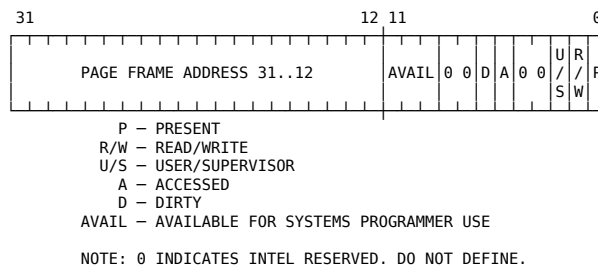 31 12 11 0
U R
PAGE FRAME ADDRESS 31..12 AVAIL 0 0 D A 0 0 / / P
S W
P — PRESENT
R/W — READ/WRITE
U/S — USER/SUPERVISOR
A — ACCESSED
D — DIRTY
AVAIL — AVAILABLE FOR SYSTEMS PROGRAMMER USE
NOTE: 0 INDICATES INTEL RESERVED. DO NOT DEFINE.